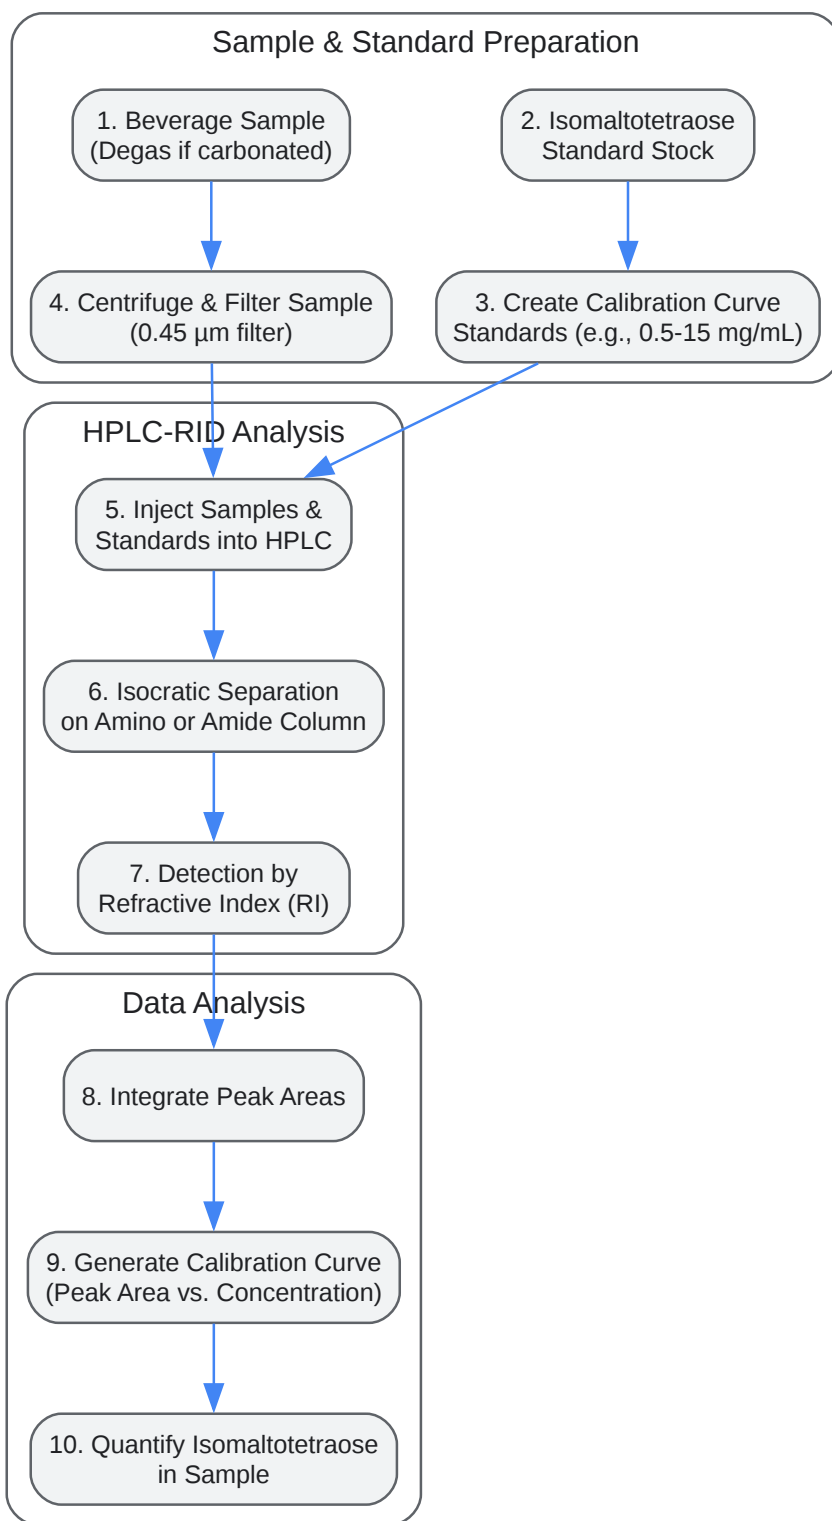 Sample & Standard Preparation
1. Beverage Sample
(Degas if carbonated)
2. Isomaltotetraose
Standard Stock
4. Centrifuge & Filter Sample
(0.45 µm filter)
3. Create Calibration Curve
Standards (e.g., 0.5-15 mg/mL)
HPLC-RID Analysis
5. Inject Samples &
Standards into HPLC
6. Isocratic Separation
on Amino or Amide Column
7. Detection by
Refractive Index (RI)
Data Analysis
8. Integrate Peak Areas
9. Generate Calibration Curve
(Peak Area vs. Concentration)
10. Quantify Isomaltotetraose
in Sample